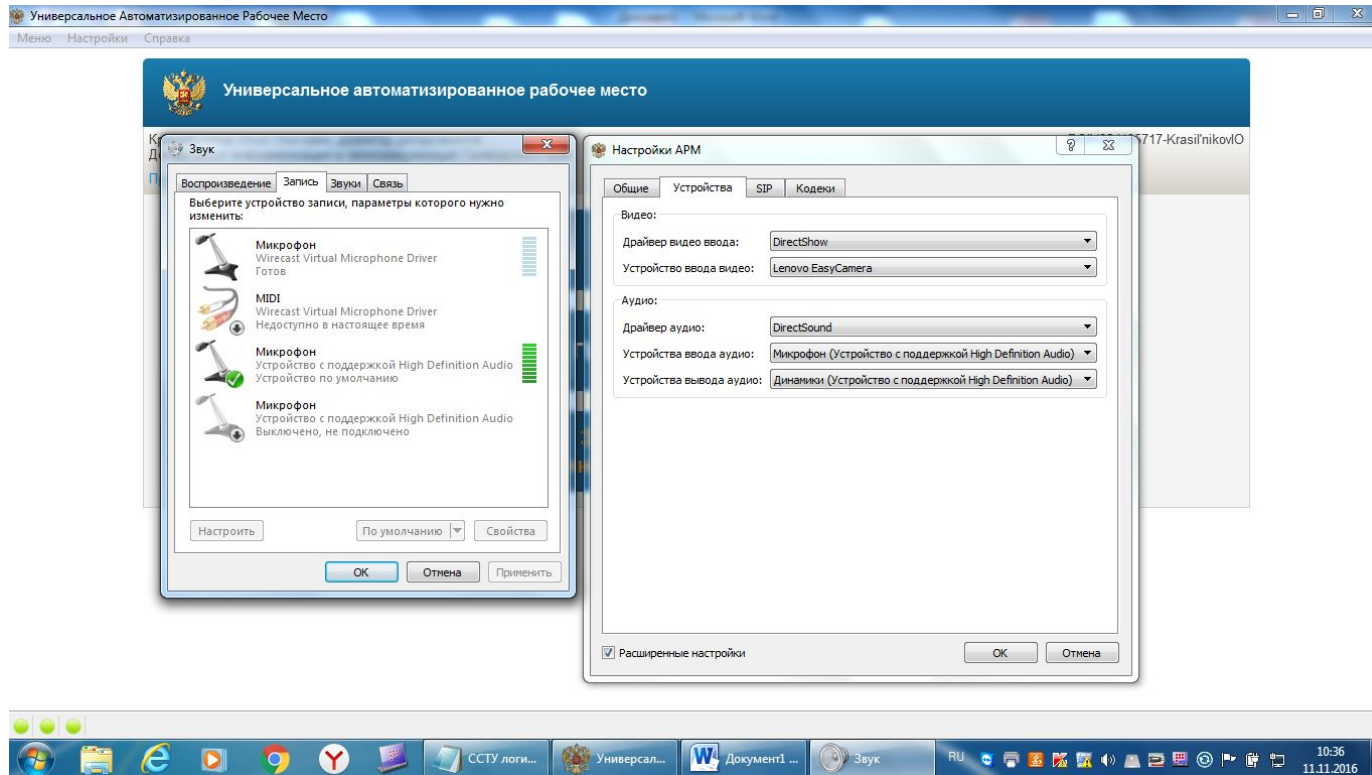 Универсальное Автоматизированное Рабочее Место
Меню Настройки Справка
Универсальное автоматизированное рабочее место
717-Krasil'nikovIO
Звук
Воспроизведение Запись Звуки Связь
Выберите устройство записи, параметры которого нужно
изменить:
Микрофон
Wirecast Virtual Microphone Driver
Готов
MIDI
Wirecast Virtual Microphone Driver
Недоступно в настоящее время
Микрофон
Устройство с поддержкой High Definition Audio
Устройство по умолчанию
Микрофон
Устройство с поддержкой High Definition Audio
Выключено, не подключено
Настроить По умолчанию Свойства
ОК Отмена Применить
Настройки АРМ
Общие Устройства SIP Кодеки
Видео:
Драйвер видео ввода: DirectShow
Устройство ввода видео: Lenovo EasyCamera
Аудио:
Драйвер аудио: DirectSound
Устройства ввода аудио: Микрофон (Устройство с поддержкой High Definition Audio)
Устройства вывода аудио: Динамики (Устройство с поддержкой High Definition Audio)
Расширенные настройки ОК Отмена
ССТУ логи... Универсал... Документ1 ... Звук RU 10:36
11.11.2016